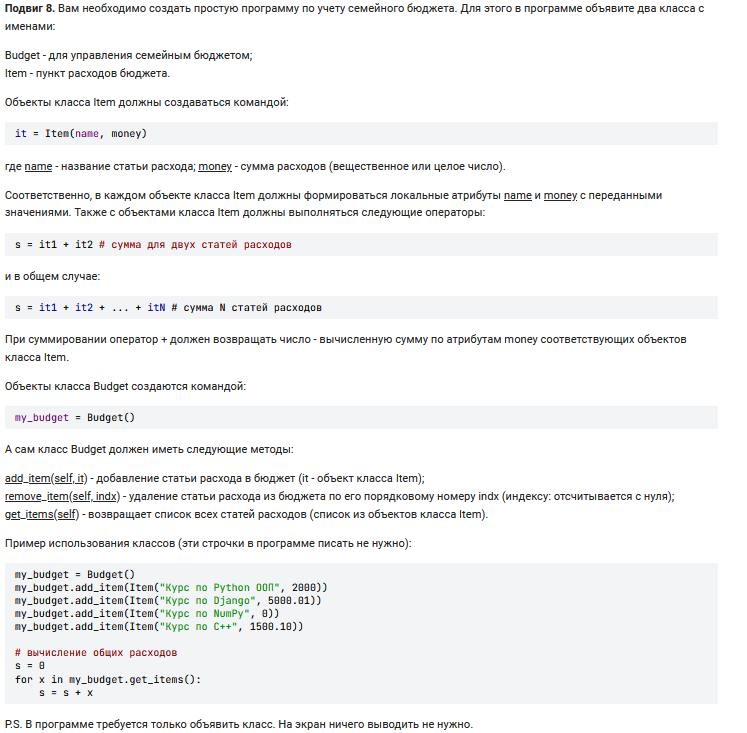 Подвиг 8. Вам необходимо создать простую программу по учету семейного бюджета. Для этого в программе объявите два класса с
именами:
Budget - для управления семейным бюджетом;
Item - пункт расходов бюджета.
Объекты класса Item должны создаваться командой:
it = Item(name, money)
где name - название статьи расхода; money - сумма расходов (вещественное или целое число).
Соответственно, в каждом объекте класса Item должны формироваться локальные атрибуты name и money с переданными
значениями. Также с объектами класса Item должны выполняться следующие операторы:
s = it1 + it2 # сумма для двух статей расходов
и в общем случае:
s = it1 + it2 + ... + itN # сумма N статей расходов
При суммировании оператор + должен возвращать число - вычисленную сумму по атрибутам money соответствующих объектов
класса Item.
Объекты класса Budget создаются командой:
my_budget = Budget()
А сам класс Budget должен иметь следующие методы:
add_item(self, it) - добавление статьи расхода в бюджет (it - объект класса Item);
remove_item(self, indx) - удаление статьи расхода из бюджета по его порядковому номеру indx (индексу: отсчитывается с нуля);
get_items(self) - возвращает список всех статей расходов (список из объектов класса Item).
Пример использования классов (эти строчки в программе писать не нужно):
my_budget = Budget()
my_budget.add_item(Item("Курс по Python ООП", 2000))
my_budget.add_item(Item("Курс по Django", 5000.01))
my_budget.add_item(Item("Курс по NumPy", 0))
my_budget.add_item(Item("Курс по C++", 1500.10))
# вычисление общих расходов
s = 0
for x in my_budget.get_items():
    s = s + x
P.S. В программе требуется только объявить класс. На экран ничего выводить не нужно.